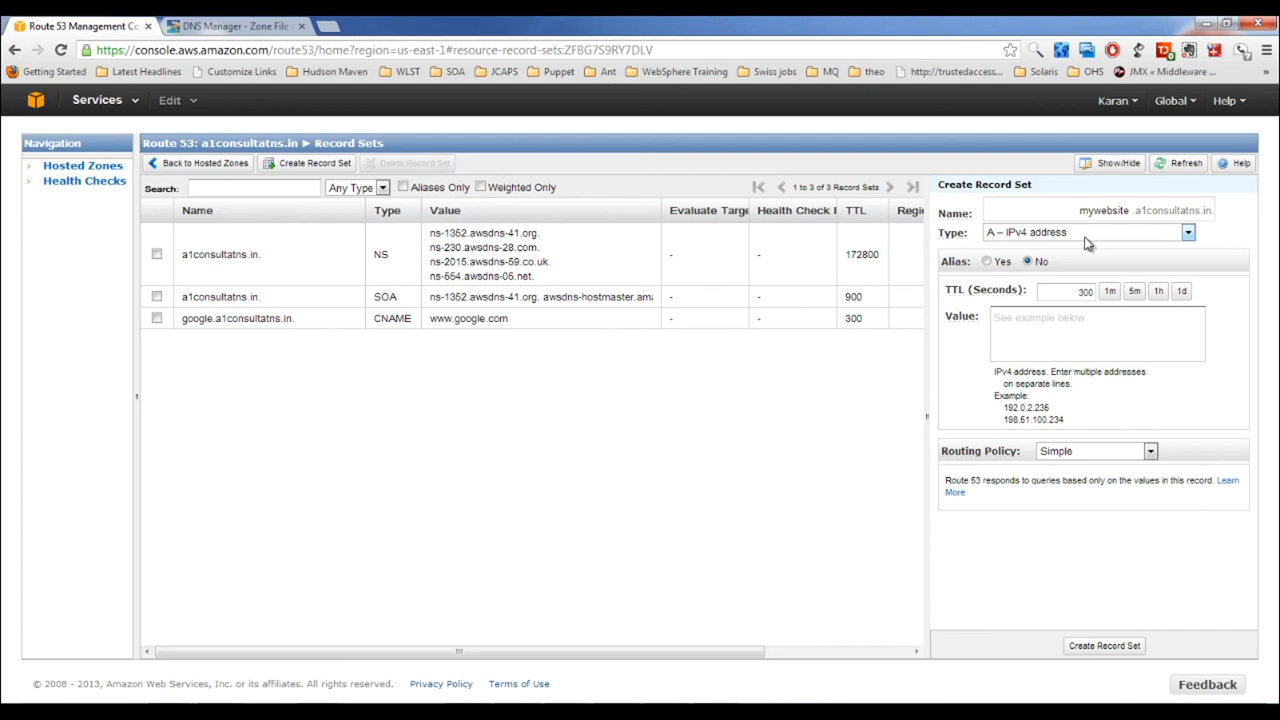 Route 53 Management Co
DNS Manager - Zone File
https://console.aws.amazon.com/route53/home?region=us-east-1#resource-record-sets:ZFBG7S9RY7DLV
Getting Started
Latest Headlines
Customize Links
Hudson Maven
WLST
SOA
JCAPS
Puppet
Ant
WebSphere Training
Swiss jobs
MQ
theo
http://trustedaccess...
Solaris
OHS
JMX « Middleware ...
»
Services
Edit
Karan
Global
Help
Navigation
Hosted Zones
Health Checks
Route 53: a1consultatns.in ▸ Record Sets
Back to Hosted Zones
Create Record Set
Delete Record Set
Show/Hide
Refresh
Help
Search:
Any Type
Aliases Only
Weighted Only
1 to 3 of 3 Record Sets
Name Type Value Evaluate Targe Health Check I TTL Regio
a1consultatns.in. NS
ns-1352.awsdns-41.org.
ns-230.awsdns-28.com.
ns-2015.awsdns-59.co.uk.
ns-554.awsdns-05.net.
- - 172800
a1consultatns.in. SOA ns-1352.awsdns-41.org. awsdns-hostmaster.ama - - 900
google.a1consultatns.in. CNAME www.google.com - - 300
Create Record Set
Name: mywebsite .a1consultatns.in.
Type: A – IPv4 address
Alias: Yes No
TTL (Seconds): 300 1m 5m 1h 1d
Value: See example below
IPv4 address. Enter multiple addresses
on separate lines.
Example:
192.0.2.235
198.51.100.234
Routing Policy: Simple
Route 53 responds to queries based only on the values in this record. Learn
More
Create Record Set
© 2008 - 2013, Amazon Web Services, Inc. or its affiliates. All rights reserved. Privacy Policy Terms of Use
Feedback